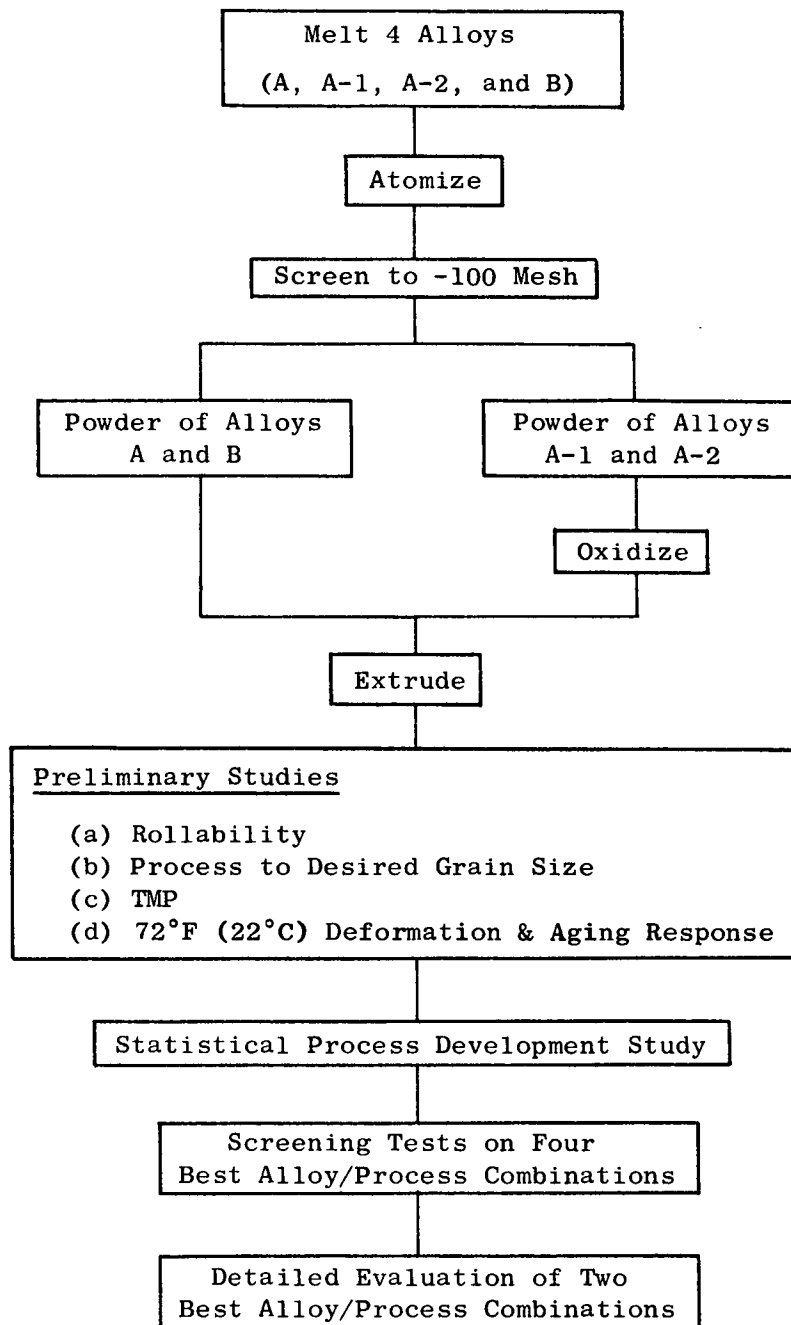 Melt 4 Alloys
(A, A-1, A-2, and B)
Atomize
Screen to -100 Mesh
Powder of Alloys
A and B
Powder of Alloys
A-1 and A-2
Oxidize
Extrude
Preliminary Studies
(a) Rollability
(b) Process to Desired Grain Size
(c) TMP
(d) 72°F (22°C) Deformation & Aging Response
Statistical Process Development Study
Screening Tests on Four
Best Alloy/Process Combinations
Detailed Evaluation of Two
Best Alloy/Process Combinations